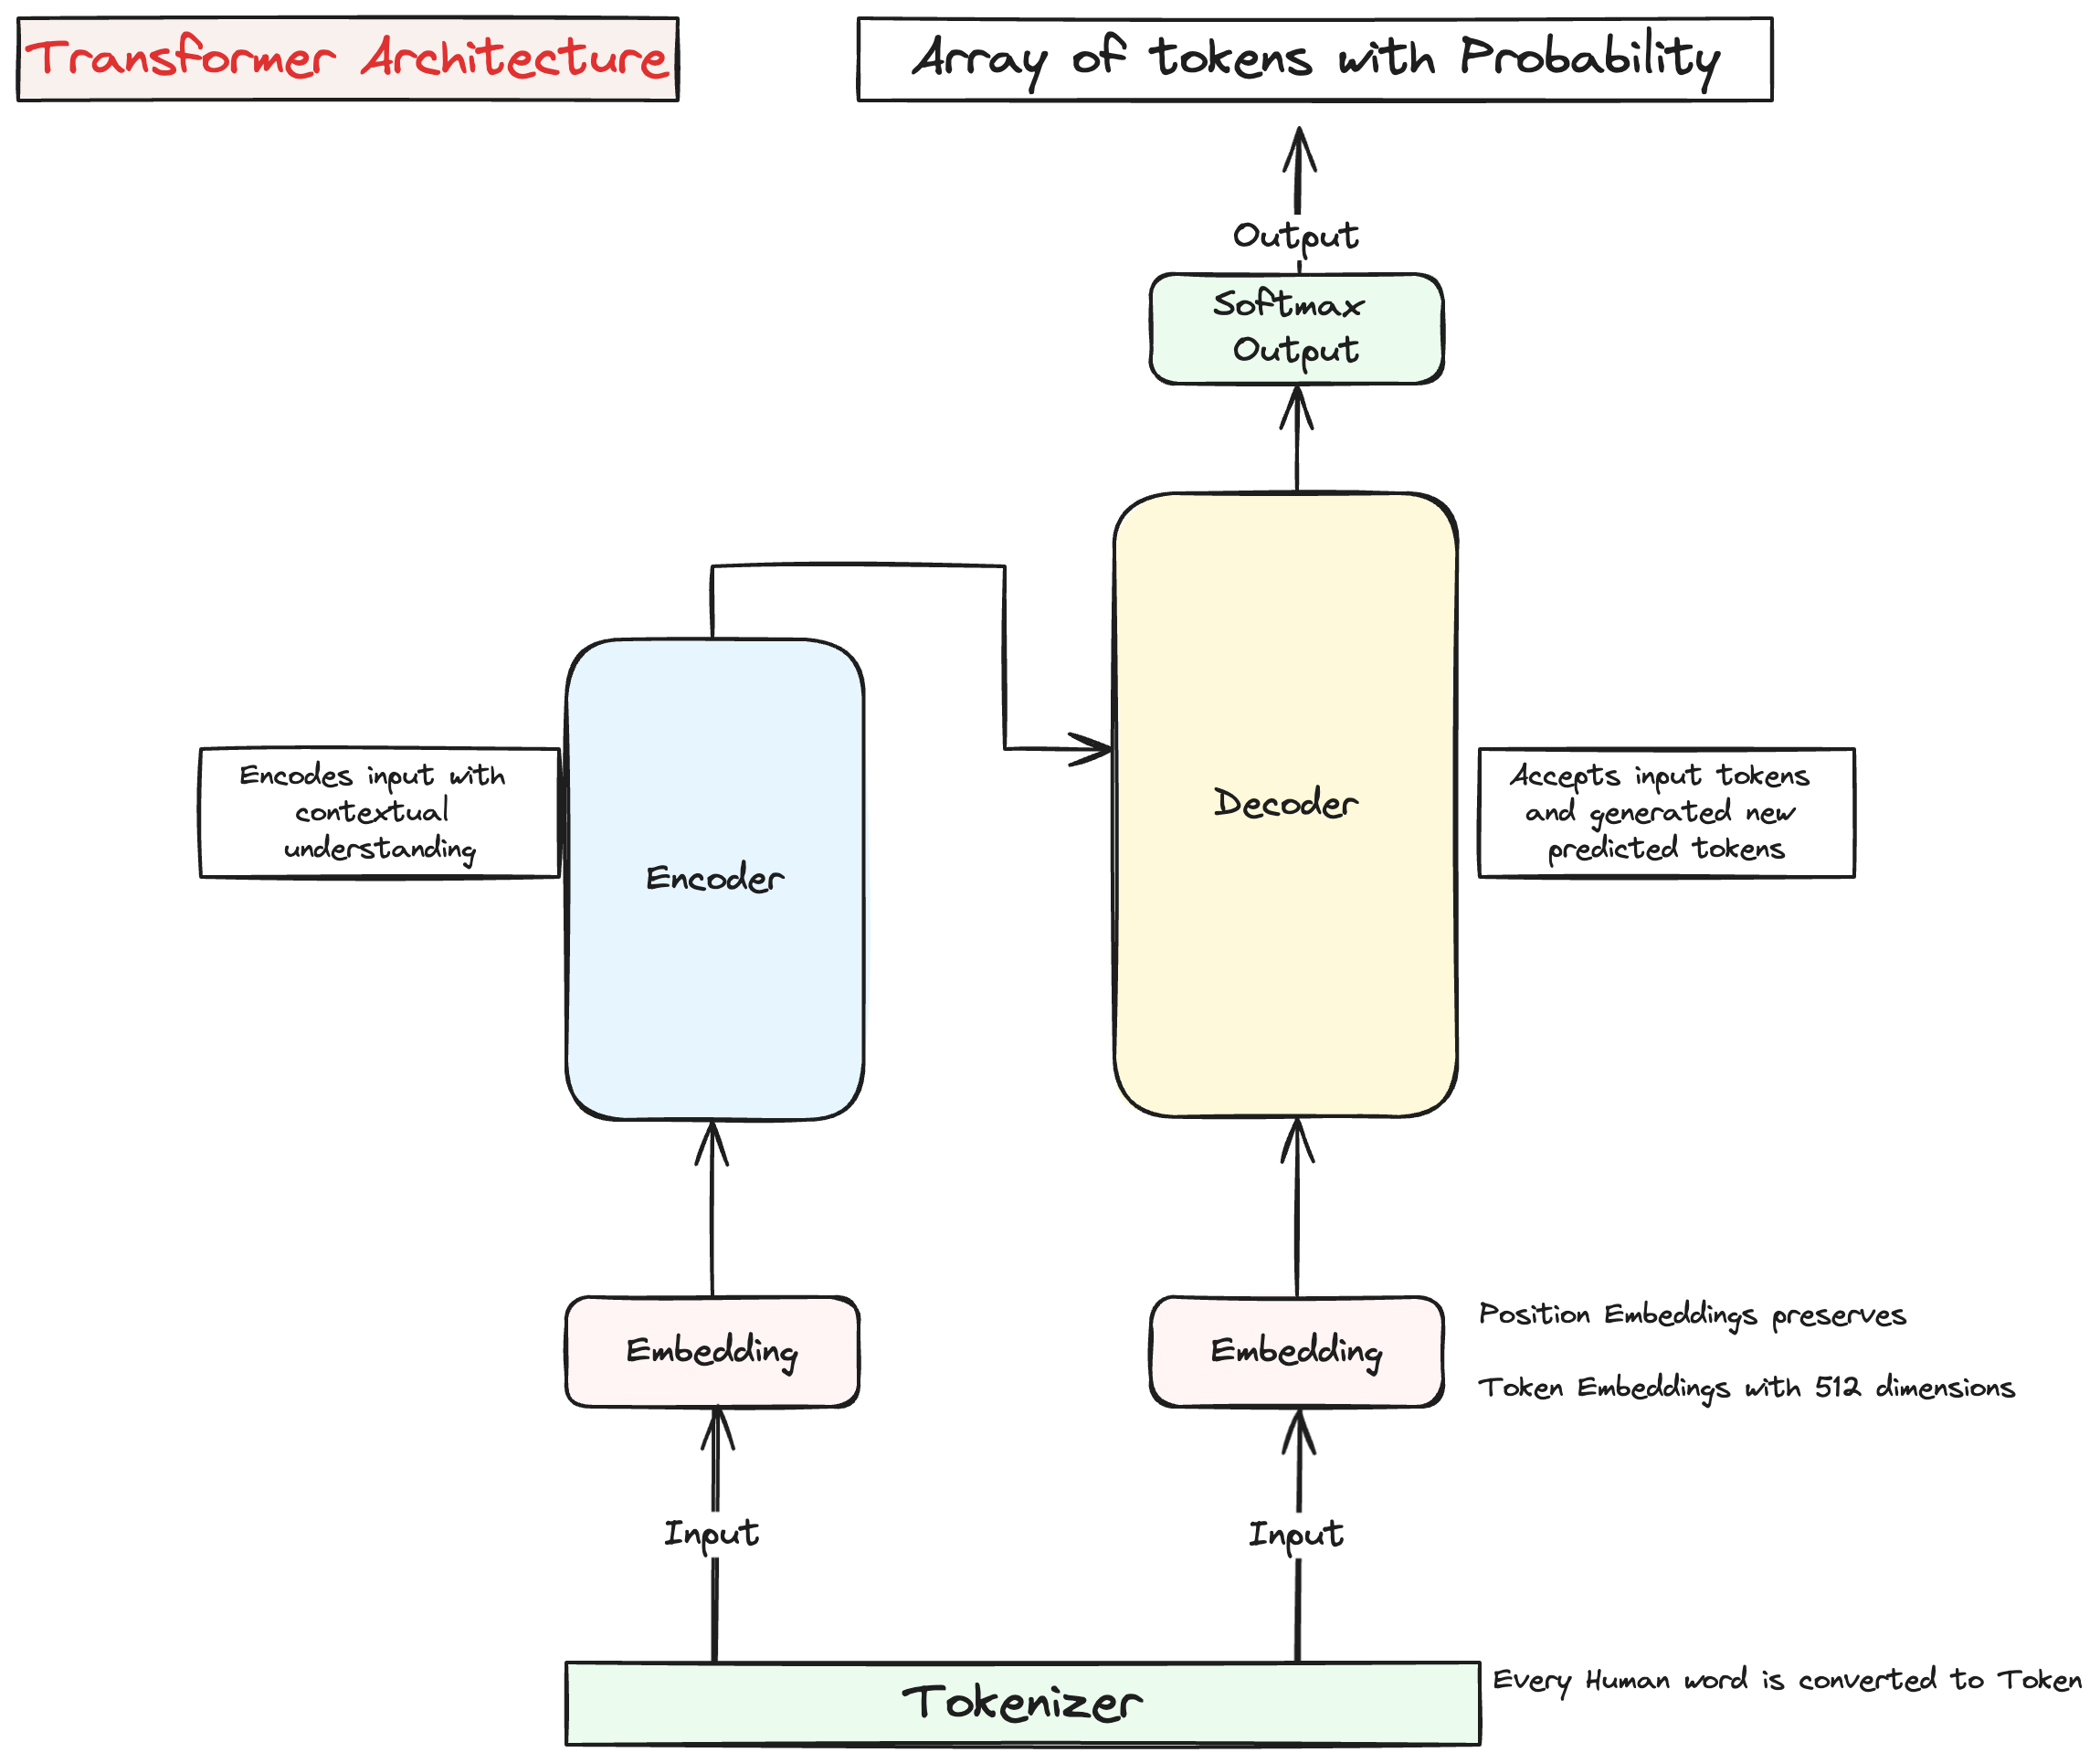 Transformer Architecture
Array of tokens with Probability
Output
Softmax
Output
Encodes input with
contextual
understanding
Encoder
Decoder
Accepts input tokens
and generated new
predicted tokens
Embedding
Embedding
Position Embeddings preserves
Token Embeddings with 512 dimensions
Input
Input
Tokenizer
Every Human word is converted to Token